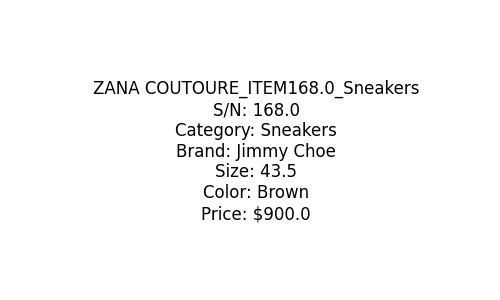 ZANA COUTOURE_ITEM168.0_Sneakers
S/N: 168.0
Category: Sneakers
Brand: Jimmy Choe
Size: 43.5
Color: Brown
Price: $900.0